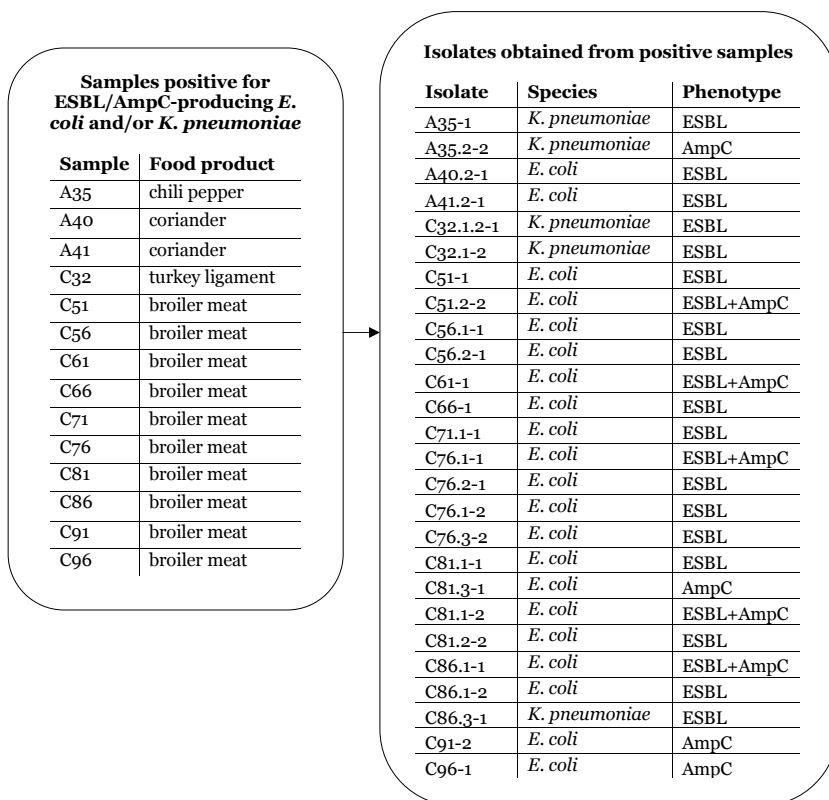 Samples positive for
ESBL/AmpC-producing E.
coli and/or K. pneumoniae
Sample Food product
A35 chili pepper
A40 coriander
A41 coriander
C32 turkey ligament
C51 broiler meat
C56 broiler meat
C61 broiler meat
C66 broiler meat
C71 broiler meat
C76 broiler meat
C81 broiler meat
C86 broiler meat
C91 broiler meat
C96 broiler meat
Isolates obtained from positive samples
Isolate Species Phenotype
A35-1 K. pneumoniae ESBL
A35.2-2 K. pneumoniae AmpC
A40.2-1 E. coli ESBL
A41.2-1 E. coli ESBL
C32.1.2-1 K. pneumoniae ESBL
C32.1-2 K. pneumoniae ESBL
C51-1 E. coli ESBL
C51.2-2 E. coli ESBL+AmpC
C56.1-1 E. coli ESBL
C56.2-1 E. coli ESBL
C61-1 E. coli ESBL+AmpC
C66-1 E. coli ESBL
C71.1-1 E. coli ESBL
C76.1-1 E. coli ESBL+AmpC
C76.2-1 E. coli ESBL
C76.1-2 E. coli ESBL
C76.3-2 E. coli ESBL
C81.1-1 E. coli ESBL
C81.3-1 E. coli AmpC
C81.1-2 E. coli ESBL+AmpC
C81.2-2 E. coli ESBL
C86.1-1 E. coli ESBL+AmpC
C86.1-2 E. coli ESBL
C86.3-1 K. pneumoniae ESBL
C91-2 E. coli AmpC
C96-1 E. coli AmpC